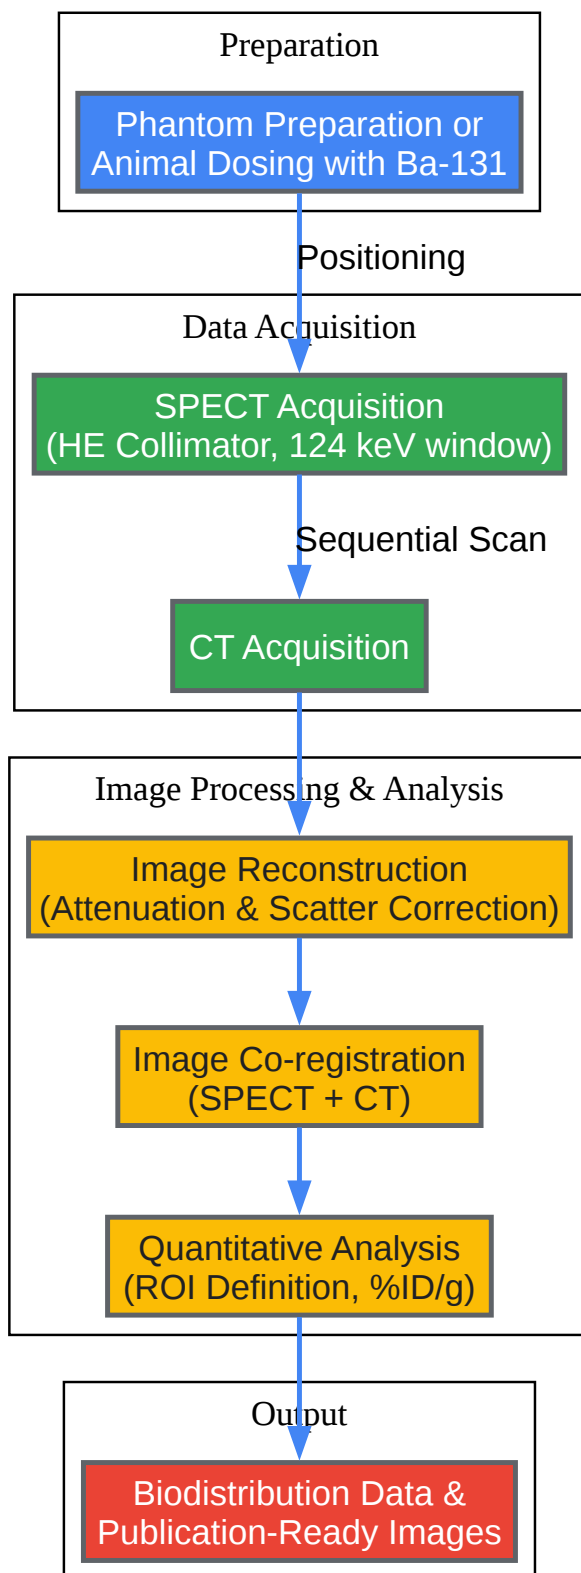 Preparation
Phantom Preparation or
Animal Dosing with Ba-131
Positioning
Data Acquisition
SPECT Acquisition
(HE Collimator, 124 keV window)
Sequential Scan
CT Acquisition
Image Processing & Analysis
Image Reconstruction
(Attenuation & Scatter Correction)
Image Co-registration
(SPECT + CT)
Quantitative Analysis
(ROI Definition, %ID/g)
Output
Biodistribution Data &
Publication-Ready Images